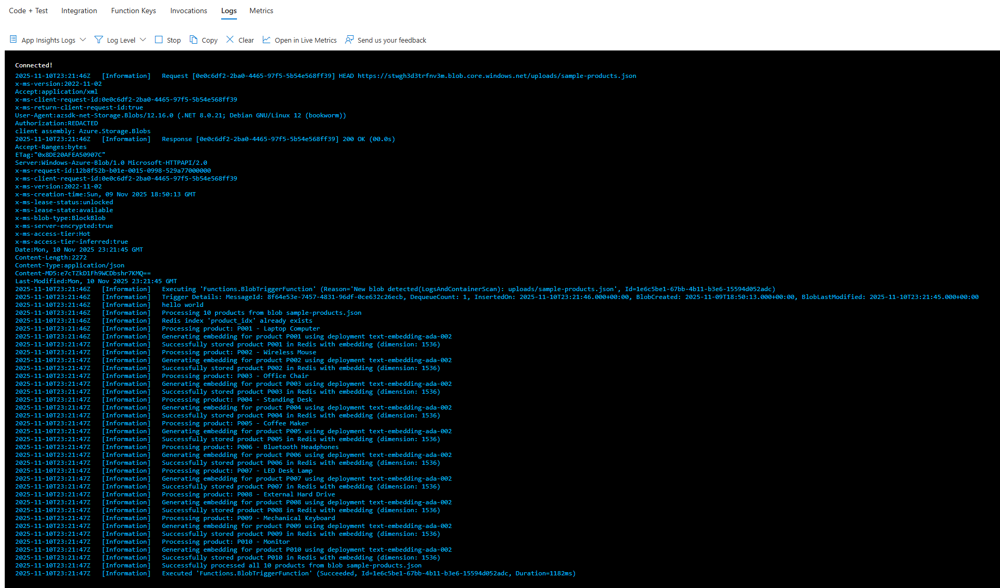 Code + Test Integration Function Keys Invocations Logs Metrics
App Insights Logs Log Level Stop Copy Clear Open in Live Metrics Send us your feedback
Connected!
2025-11-10T23:21:46Z [Information] Request [0e0c6df2-2ba0-4465-97f5-5b54e568ff39] HEAD https://stwgh3d3trfnv3m.blob.core.windows.net/uploads/sample-products.json
x-ms-version:2022-11-02
Accept:application/xml
x-ms-client-request-id:0e0c6df2-2ba0-4465-97f5-5b54e568ff39
x-ms-return-client-request-id:true
User-Agent:azsdk-net-Storage.Blobs/12.16.0 (.NET 8.0.21; Debian GNU/Linux 12 (bookworm))
Authorization:REDACTED
client assembly: Azure.Storage.Blobs
2025-11-10T23:21:46Z [Information] Response [0e0c6df2-2ba0-4465-97f5-5b54e568ff39] 200 OK (00.0s)
Accept-Ranges:bytes
ETag:"0x8DE20AFEA50907C"
Server:Windows-Azure-Blob/1.0 Microsoft-HTTPAPI/2.0
x-ms-request-id:12b8f52b-b01e-0015-0998-529a77000000
x-ms-client-request-id:0e0c6df2-2ba0-4465-97f5-5b54e568ff39
x-ms-version:2022-11-02
x-ms-creation-time:Sun, 09 Nov 2025 18:50:13 GMT
x-ms-lease-status:unlocked
x-ms-lease-state:available
x-ms-blob-type:BlockBlob
x-ms-server-encrypted:true
x-ms-access-tier:Hot
x-ms-access-tier-inferred:true
Date:Mon, 10 Nov 2025 23:21:45 GMT
Content-Length:2272
Content-Type:application/json
Content-MD5:e7cTZkD1Fh9WCDbshr7KMQ==
Last-Modified:Mon, 10 Nov 2025 23:21:45 GMT
2025-11-10T23:21:46Z [Information] Executing 'Functions.BlobTriggerFunction' (Reason='New blob detected(LogsAndContainerScan): uploads/sample-products.json', Id=1e6c5be1-67bb-4b11-b3e6-15594d052adc)
2025-11-10T23:21:46Z [Information] Trigger Details: MessageId: 8f64e53e-7457-4831-96df-0ce632c26ecb, DequeueCount: 1, InsertedOn: 2025-11-10T23:21:46.000+00:00, BlobCreated: 2025-11-09T18:50:13.000+00:00, BlobLastModified: 2025-11-10T23:21:45.000+00:00
2025-11-10T23:21:46Z [Information] hello world
2025-11-10T23:21:46Z [Information] Processing 10 products from blob sample-products.json
2025-11-10T23:21:46Z [Information] Redis index 'product_idx' already exists
2025-11-10T23:21:46Z [Information] Processing product: P001 - Laptop Computer
2025-11-10T23:21:46Z [Information] Generating embedding for product P001 using deployment text-embedding-ada-002
2025-11-10T23:21:47Z [Information] Successfully stored product P001 in Redis with embedding (dimension: 1536)
2025-11-10T23:21:47Z [Information] Processing product: P002 - Wireless Mouse
2025-11-10T23:21:47Z [Information] Generating embedding for product P002 using deployment text-embedding-ada-002
2025-11-10T23:21:47Z [Information] Successfully stored product P002 in Redis with embedding (dimension: 1536)
2025-11-10T23:21:47Z [Information] Processing product: P003 - Office Chair
2025-11-10T23:21:47Z [Information] Generating embedding for product P003 using deployment text-embedding-ada-002
2025-11-10T23:21:47Z [Information] Successfully stored product P003 in Redis with embedding (dimension: 1536)
2025-11-10T23:21:47Z [Information] Processing product: P004 - Standing Desk
2025-11-10T23:21:47Z [Information] Generating embedding for product P004 using deployment text-embedding-ada-002
2025-11-10T23:21:47Z [Information] Successfully stored product P004 in Redis with embedding (dimension: 1536)
2025-11-10T23:21:47Z [Information] Processing product: P005 - Coffee Maker
2025-11-10T23:21:47Z [Information] Generating embedding for product P005 using deployment text-embedding-ada-002
2025-11-10T23:21:47Z [Information] Successfully stored product P005 in Redis with embedding (dimension: 1536)
2025-11-10T23:21:47Z [Information] Processing product: P006 - Bluetooth Headphones
2025-11-10T23:21:47Z [Information] Generating embedding for product P006 using deployment text-embedding-ada-002
2025-11-10T23:21:47Z [Information] Successfully stored product P006 in Redis with embedding (dimension: 1536)
2025-11-10T23:21:47Z [Information] Processing product: P007 - LED Desk Lamp
2025-11-10T23:21:47Z [Information] Generating embedding for product P007 using deployment text-embedding-ada-002
2025-11-10T23:21:47Z [Information] Successfully stored product P007 in Redis with embedding (dimension: 1536)
2025-11-10T23:21:47Z [Information] Processing product: P008 - External Hard Drive
2025-11-10T23:21:47Z [Information] Generating embedding for product P008 using deployment text-embedding-ada-002
2025-11-10T23:21:47Z [Information] Successfully stored product P008 in Redis with embedding (dimension: 1536)
2025-11-10T23:21:47Z [Information] Processing product: P009 - Mechanical Keyboard
2025-11-10T23:21:47Z [Information] Generating embedding for product P009 using deployment text-embedding-ada-002
2025-11-10T23:21:47Z [Information] Successfully stored product P009 in Redis with embedding (dimension: 1536)
2025-11-10T23:21:47Z [Information] Processing product: P010 - Monitor
2025-11-10T23:21:47Z [Information] Generating embedding for product P010 using deployment text-embedding-ada-002
2025-11-10T23:21:47Z [Information] Successfully stored product P010 in Redis with embedding (dimension: 1536)
2025-11-10T23:21:47Z [Information] Successfully processed all 10 products from blob sample-products.json
2025-11-10T23:21:47Z [Information] Executed 'Functions.BlobTriggerFunction' (Succeeded, Id=1e6c5be1-67bb-4b11-b3e6-15594d052adc, Duration=1182ms)